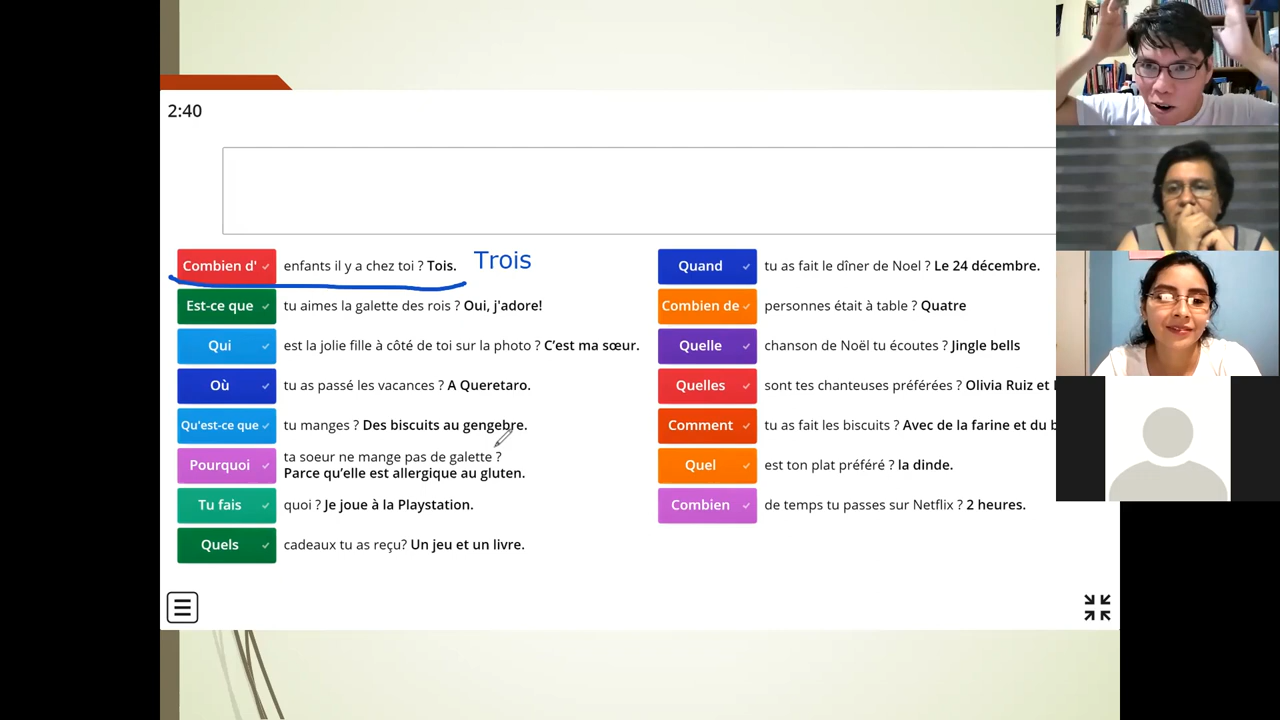 2:40
Combien d' enfants il y a chez toi ? Tois. Trois
Est-ce que tu aimes la galette des rois ? Oui, j'adore!
Qui est la jolie fille à côté de toi sur la photo ? C'est ma sœur.
Où tu as passé les vacances ? A Queretaro.
Qu'est-ce que tu manges ? Des biscuits au gengebre.
Pourquoi ta soeur ne mange pas de galette ?
Parce qu'elle est allergique au gluten.
Tu fais quoi ? Je joue à la Playstation.
Quels cadeaux tu as reçu? Un jeu et un livre.
Quand tu as fait le dîner de Noel ? Le 24 décembre.
Combien de personnes était à table ? Quatre
Quelle chanson de Noël tu écoutes ? Jingle bells
Quelles sont tes chanteuses préférées ? Olivia Ruiz et
Comment tu as fait les biscuits ? Avec de la farine et du b
Quel est ton plat préféré ? la dinde.
Combien de temps tu passes sur Netflix ? 2 heures.